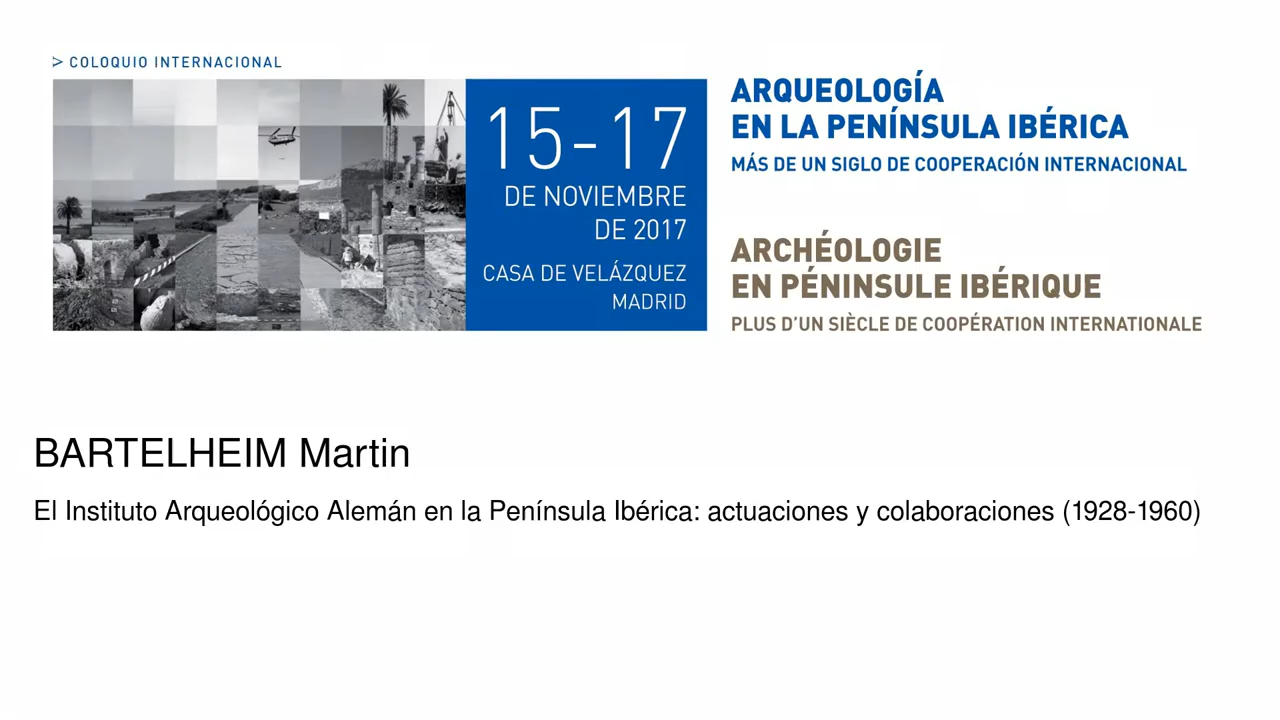 > COLOQUIO INTERNACIONAL
15-17
DE NOVIEMBRE
DE 2017
CASA DE VELÁZQUEZ
MADRID
ARQUEOLOGÍA
EN LA PENÍNSULA IBÉRICA
MÁS DE UN SIGLO DE COOPERACIÓN INTERNACIONAL
ARCHÉOLOGIE
EN PÉNINSULE IBÉRIQUE
PLUS D'UN SIÈCLE DE COOPÉRATION INTERNATIONALE
BARTELHEIM Martin
El Instituto Arqueológico Alemán en la Península Ibérica: actuaciones y colaboraciones (1928-1960)